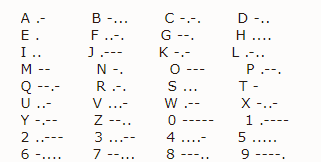 A .- B -... C -.-. D -..
E . F ..-. G --. H ....
I .. J .--- K -.- L .-..
M -- N -. O --- P .--.
Q --.- R .-. S ... T -
U ..- V ...- W .-- X -..-
Y -.-- Z --.. 0 ----- 1 .----
2 ..--- 3 ...-- 4 ....- 5 .....
6 -.... 7 --... 8 ---.. 9 ----.